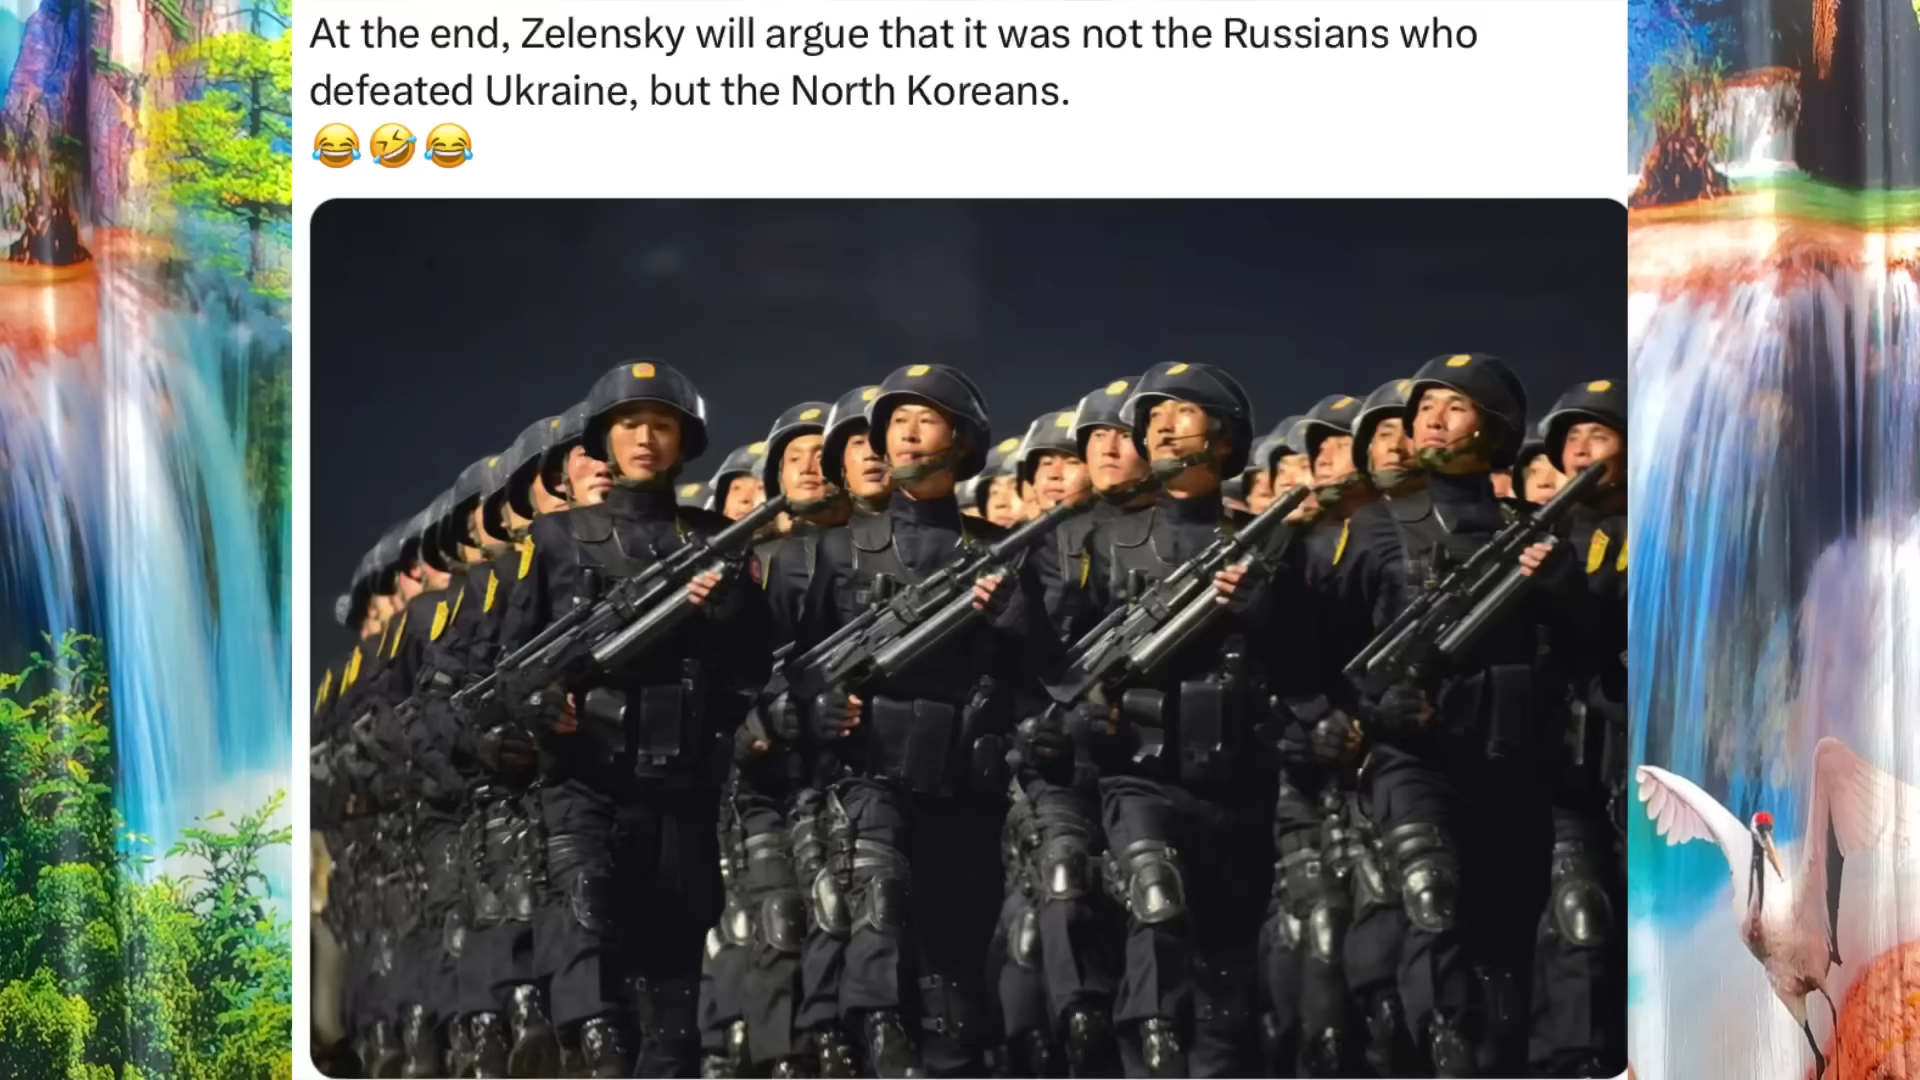 At the end, Zelensky will argue that it was not the Russians who
defeated Ukraine, but the North Koreans.
😂🤣😂